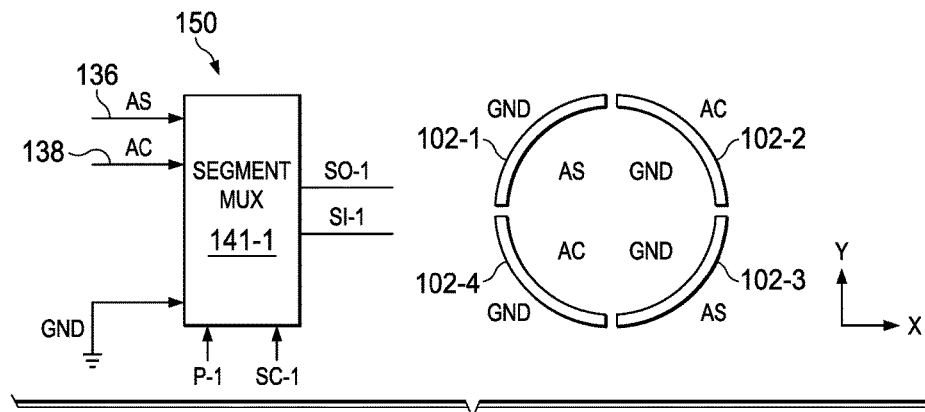 150
136
AS
138
AC
SEGMENT
MUX
141-1
SO-1
SI-1
GND
P-1
SC-1
GND
AC
102-1
102-2
AS
GND
AC
GND
102-4
102-3
GND
AS
Y
X